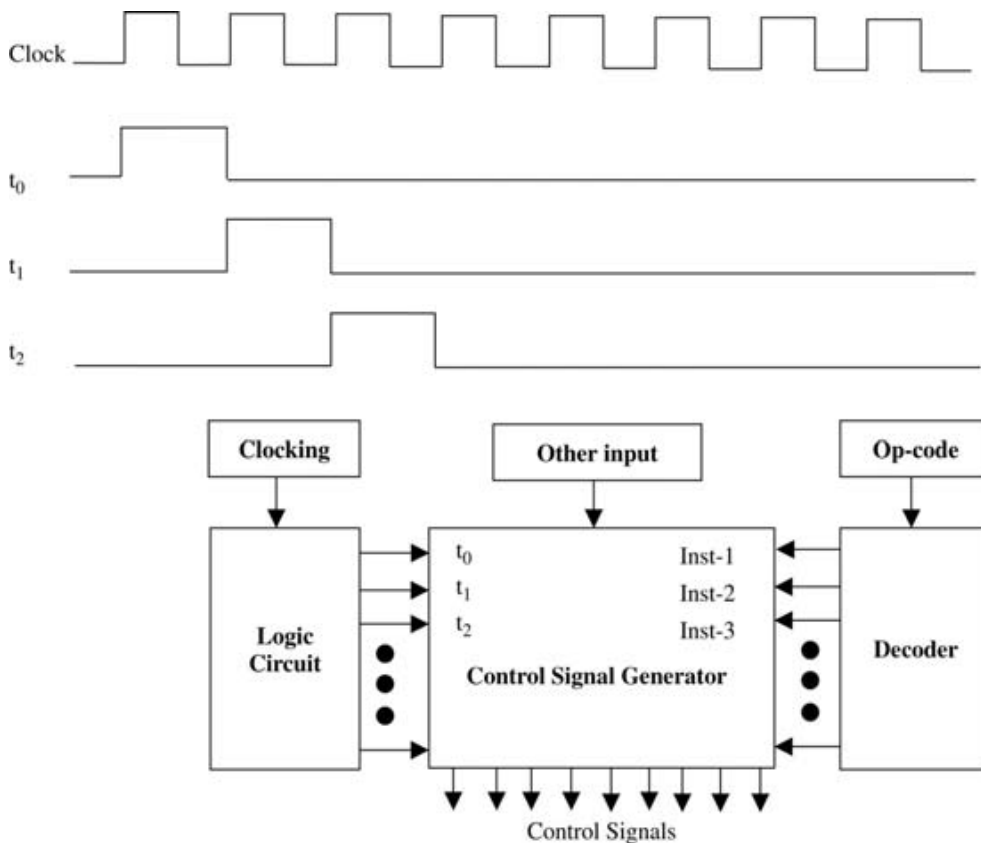 Clock
t0
t1
t2
Clocking
Other input
Op-code
t0
Inst-1
t1
Inst-2
t2
Inst-3
Logic
Circuit
Control Signal Generator
Decoder
Control Signals